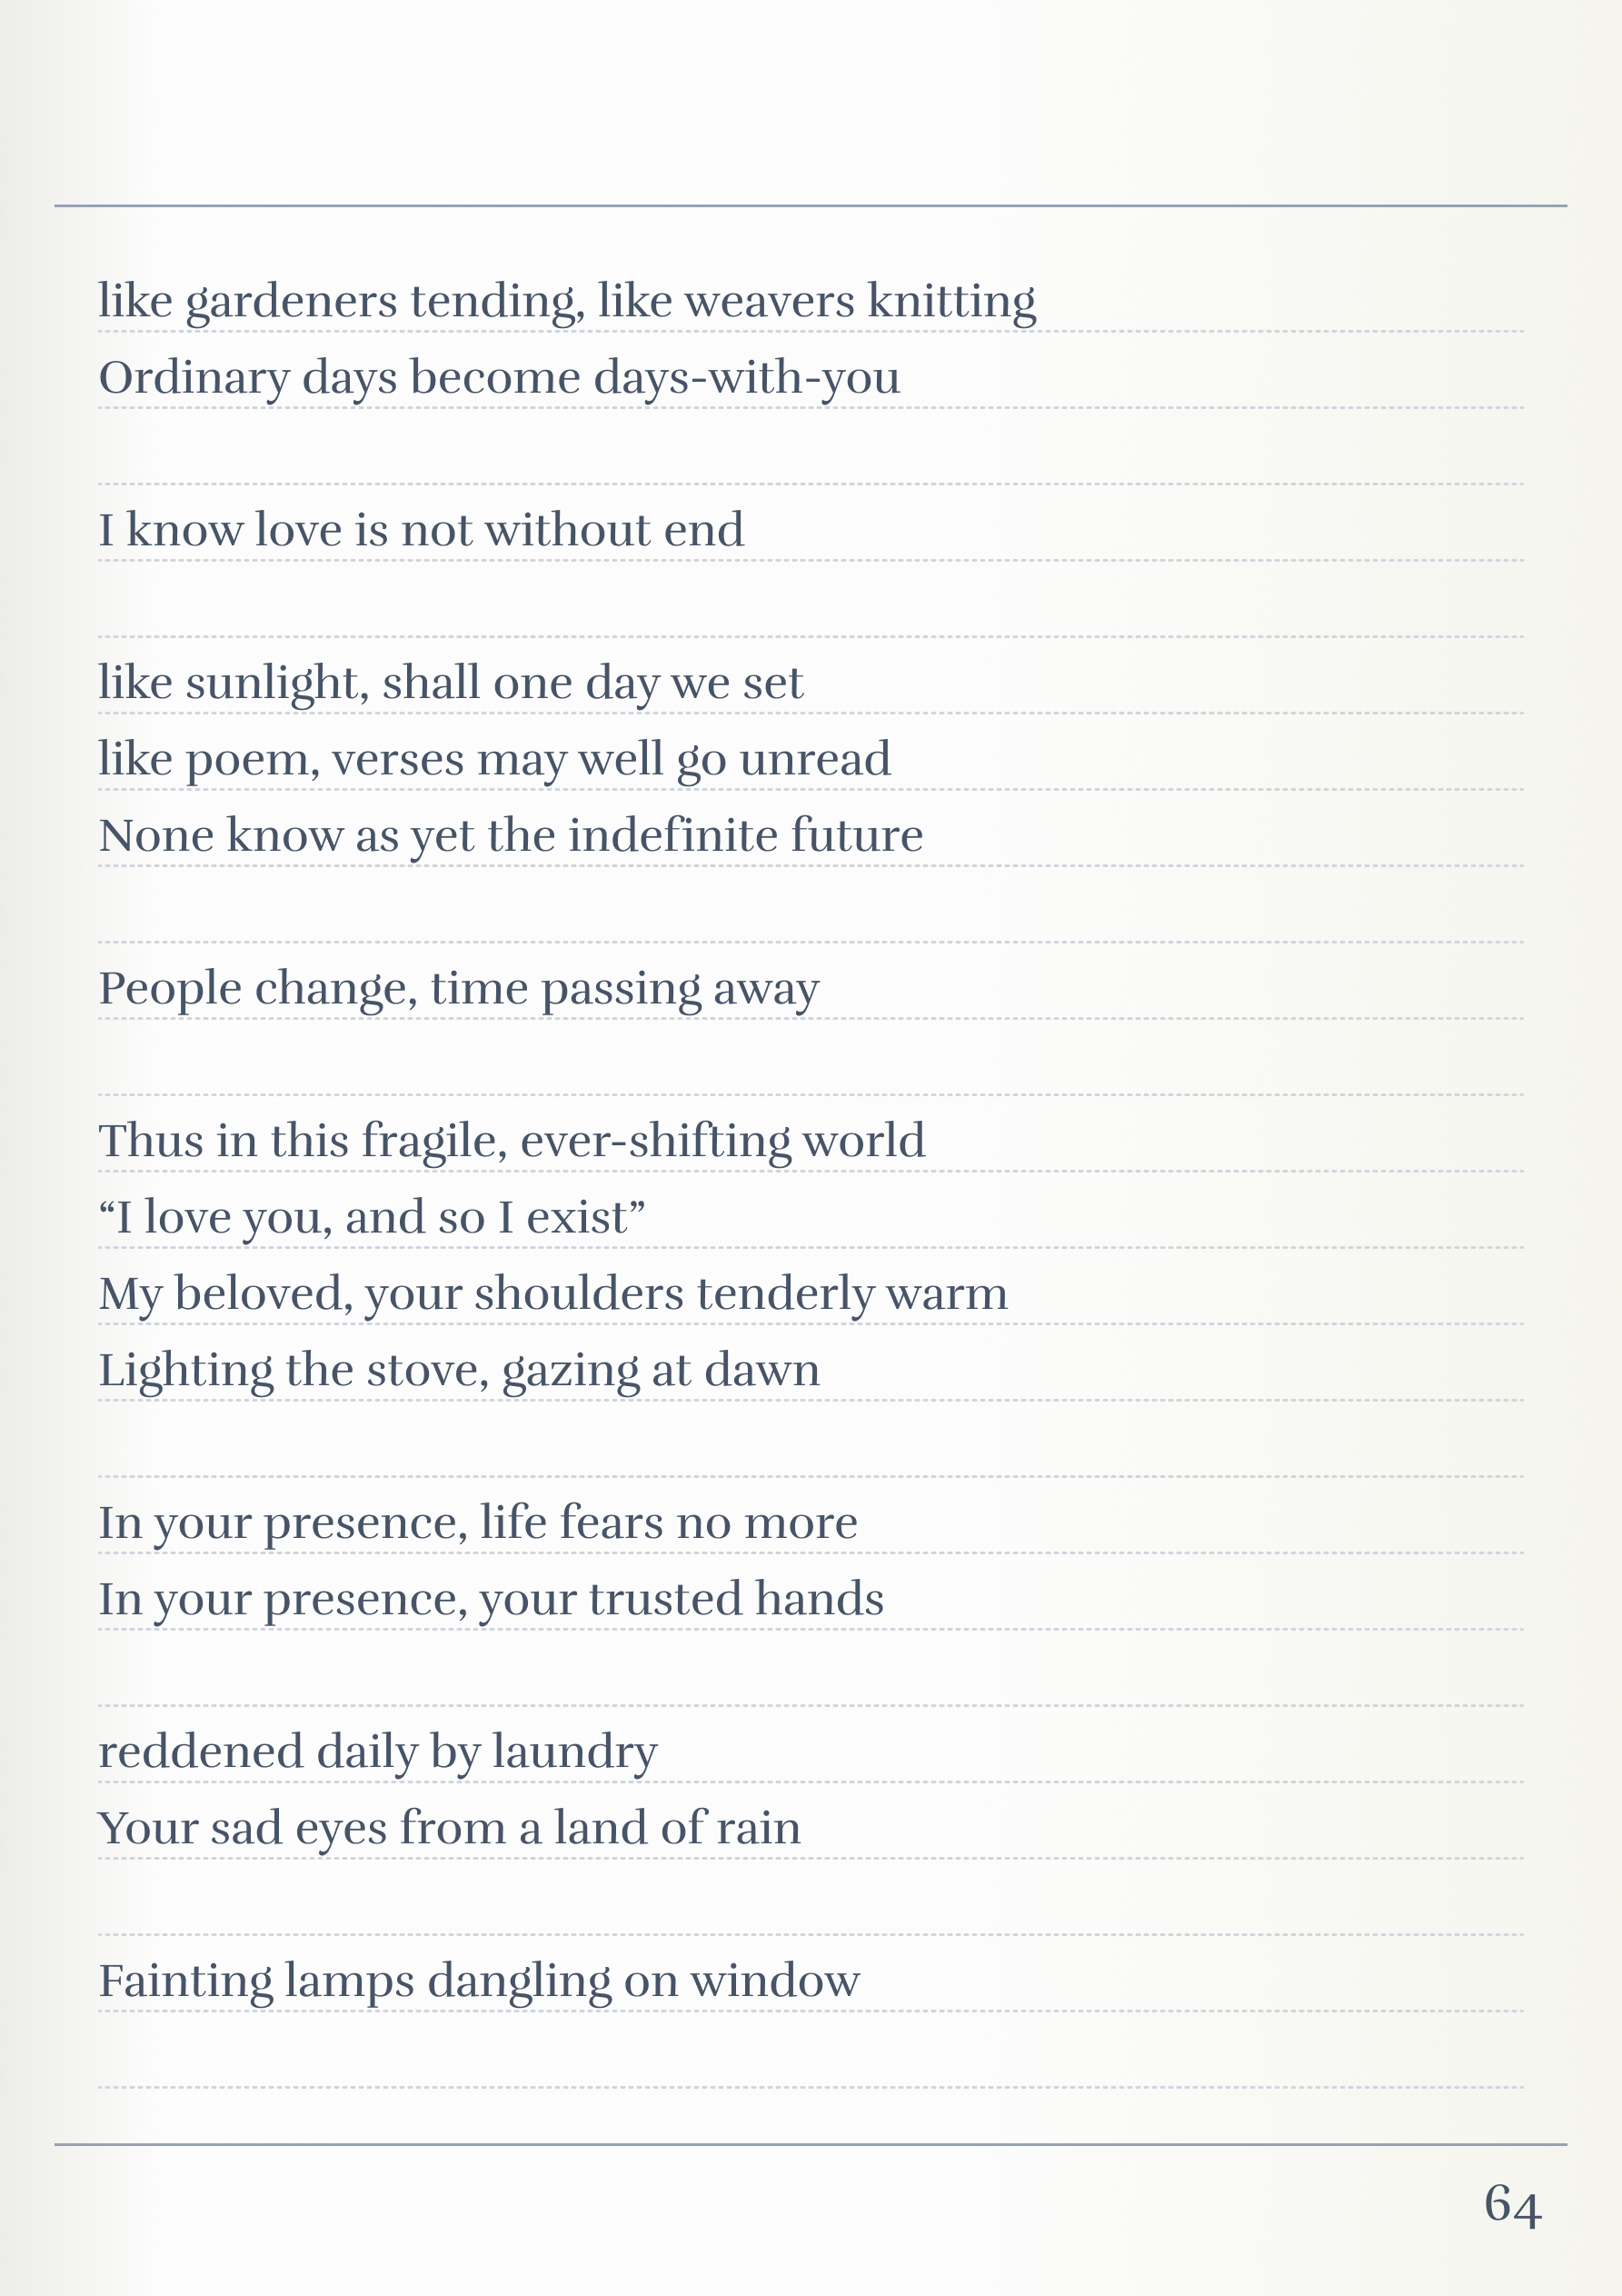 like gardeners tending, like weavers knitting
Ordinary days become days-with-you
I know love is not without end
like sunlight, shall one day we set
like poem, verses may well go unread
None know as yet the indefinite future
People change, time passing away
Thus in this fragile, ever-shifting world
“I love you, and so I exist”
My beloved, your shoulders tenderly warm
Lighting the stove, gazing at dawn
In your presence, life fears no more
In your presence, your trusted hands
reddened daily by laundry
Your sad eyes from a land of rain
Fainting lamps dangling on window
64